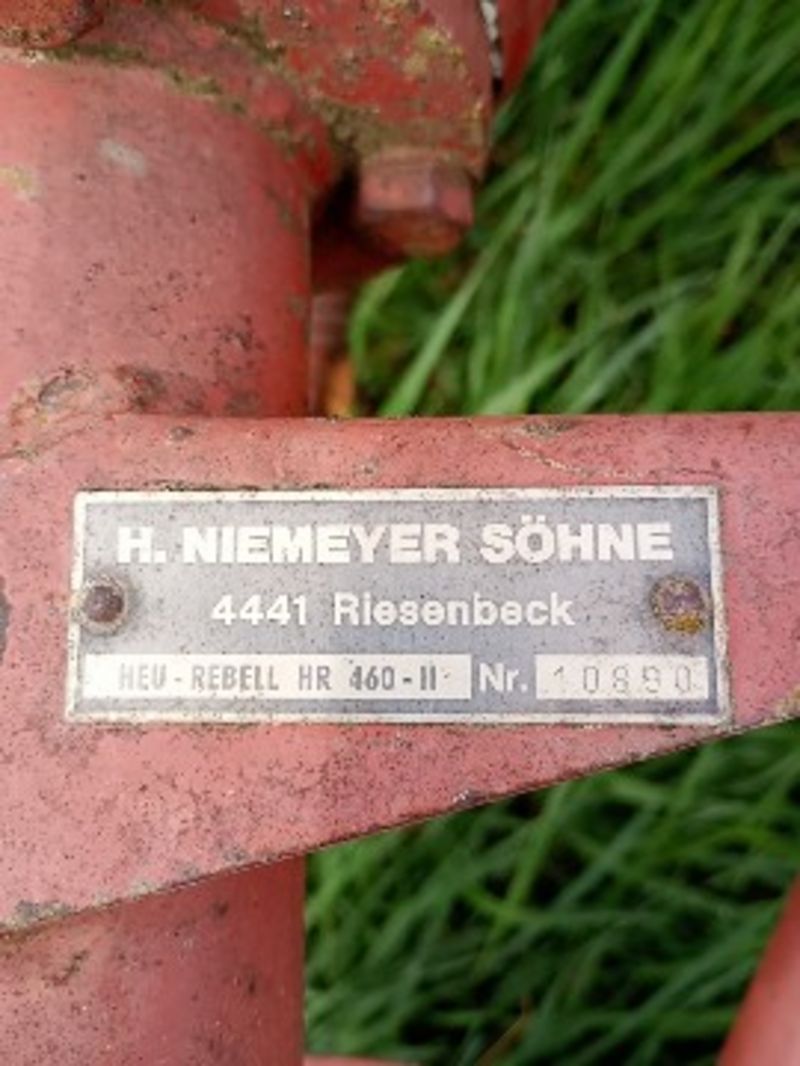 H. NIEMEYER SÖHNE
4441 Riesenbeck
HEU-REBELL HR 460-II Nr. 10890